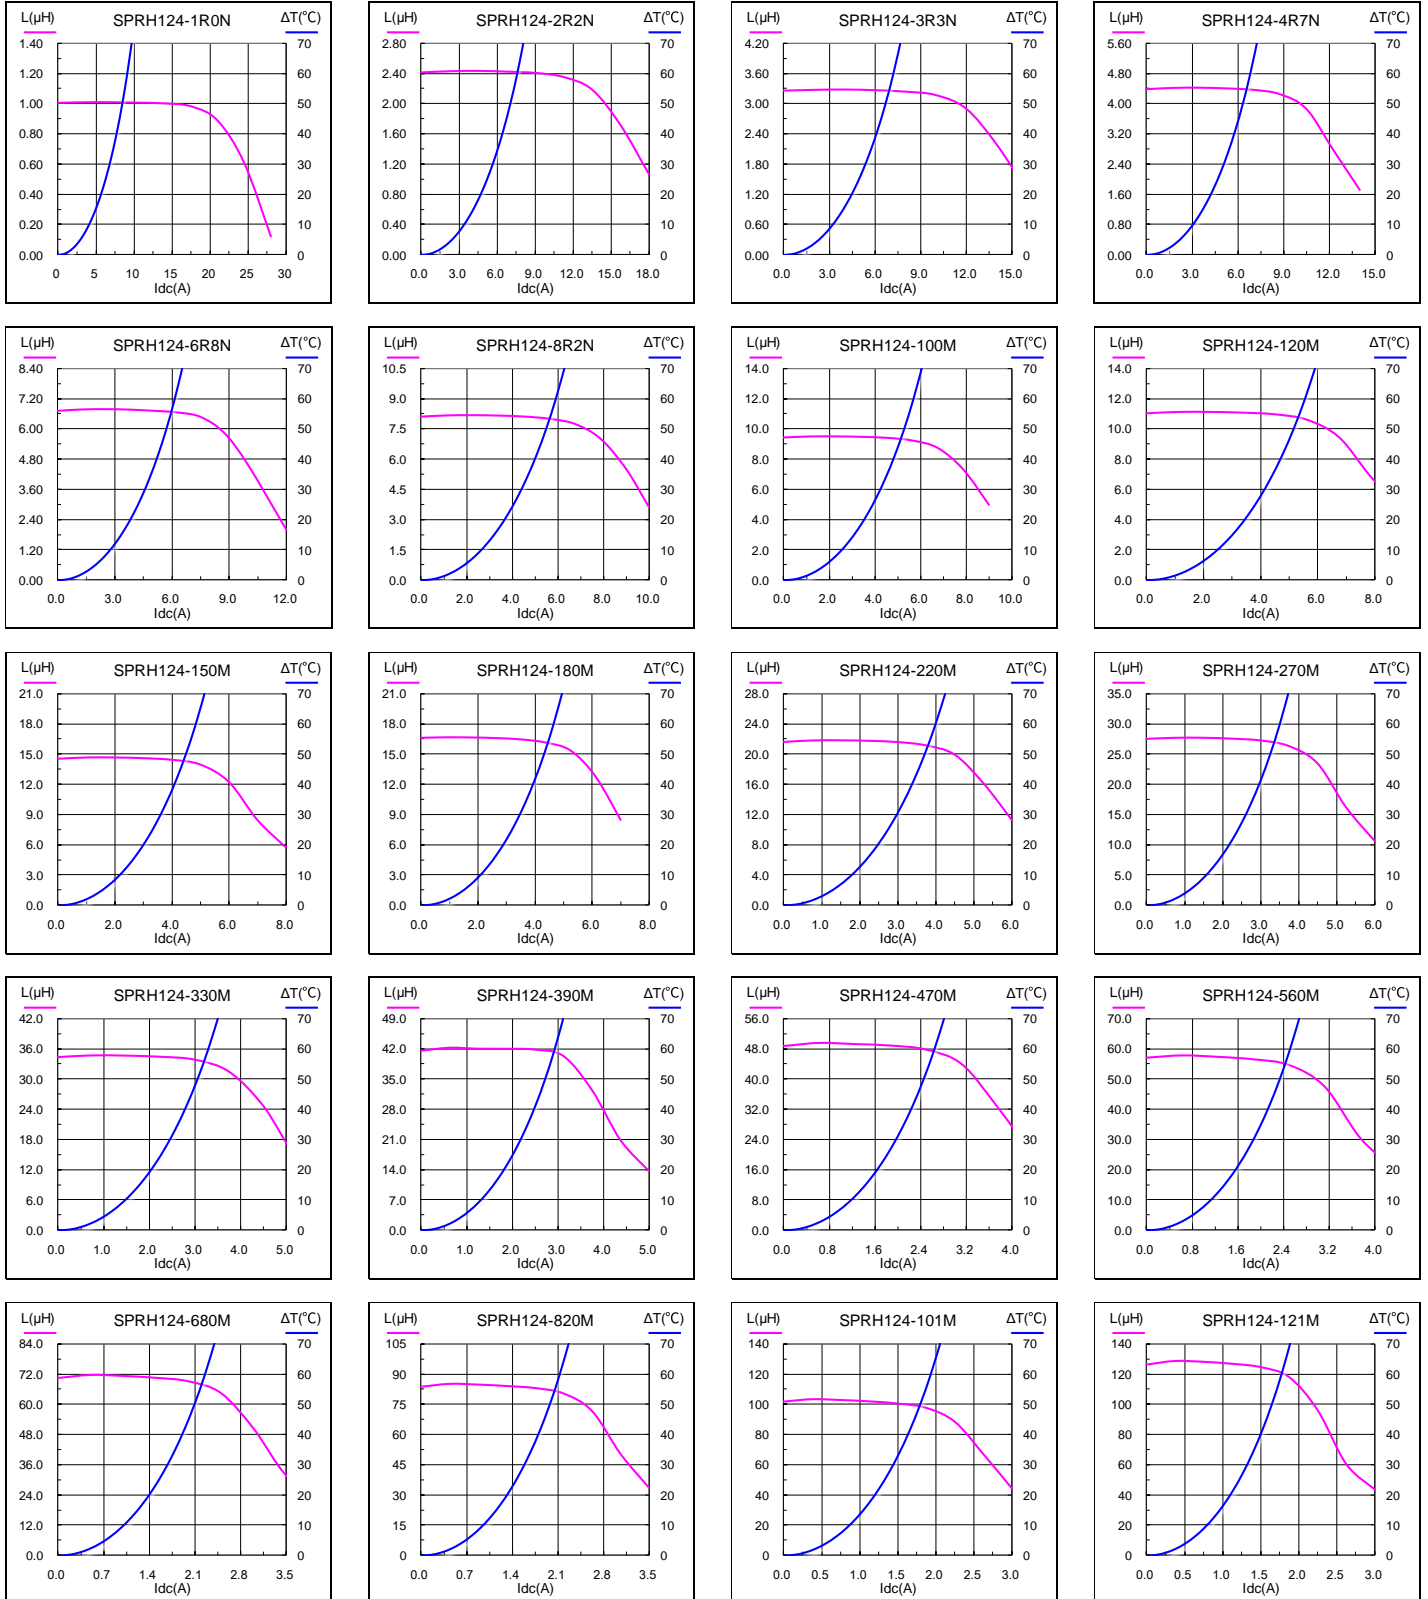 L(μH) SPRH124-1R0N ΔT(℃)
1.40 70
1.20 60
1.00 50
0.80 40
0.60 30
0.40 20
0.20 10
0.00 0
0 5 10 15 20 25 30
Idc(A)
L(μH) SPRH124-2R2N ΔT(℃)
2.80 70
2.40 60
2.00 50
1.60 40
1.20 30
0.80 20
0.40 10
0.00 0
0.0 3.0 6.0 9.0 12.0 15.0 18.0
Idc(A)
L(μH) SPRH124-3R3N ΔT(℃)
4.20 70
3.60 60
3.00 50
2.40 40
1.80 30
1.20 20
0.60 10
0.00 0
0.0 3.0 6.0 9.0 12.0 15.0
Idc(A)
L(μH) SPRH124-4R7N ΔT(℃)
5.60 70
4.80 60
4.00 50
3.20 40
2.40 30
1.60 20
0.80 10
0.00 0
0.0 3.0 6.0 9.0 12.0 15.0
Idc(A)
L(μH) SPRH124-6R8N ΔT(℃)
8.40 70
7.20 60
6.00 50
4.80 40
3.60 30
2.40 20
1.20 10
0.00 0
0.0 3.0 6.0 9.0 12.0
Idc(A)
L(μH) SPRH124-8R2N ΔT(℃)
10.5 70
9.0 60
7.5 50
6.0 40
4.5 30
3.0 20
1.5 10
0.0 0
0.0 2.0 4.0 6.0 8.0 10.0
Idc(A)
L(μH) SPRH124-100M ΔT(℃)
14.0 70
12.0 60
10.0 50
8.0 40
6.0 30
4.0 20
2.0 10
0.0 0
0.0 2.0 4.0 6.0 8.0 10.0
Idc(A)
L(μH) SPRH124-120M ΔT(℃)
14.0 70
12.0 60
10.0 50
8.0 40
6.0 30
4.0 20
2.0 10
0.0 0
0.0 2.0 4.0 6.0 8.0
Idc(A)
L(μH) SPRH124-150M ΔT(℃)
21.0 70
18.0 60
15.0 50
12.0 40
9.0 30
6.0 20
3.0 10
0.0 0
0.0 2.0 4.0 6.0 8.0
Idc(A)
L(μH) SPRH124-180M ΔT(℃)
21.0 70
18.0 60
15.0 50
12.0 40
9.0 30
6.0 20
3.0 10
0.0 0
0.0 2.0 4.0 6.0 8.0
Idc(A)
L(μH) SPRH124-220M ΔT(℃)
28.0 70
24.0 60
20.0 50
16.0 40
12.0 30
8.0 20
4.0 10
0.0 0
0.0 1.0 2.0 3.0 4.0 5.0 6.0
Idc(A)
L(μH) SPRH124-270M ΔT(℃)
35.0 70
30.0 60
25.0 50
20.0 40
15.0 30
10.0 20
5.0 10
0.0 0
0.0 1.0 2.0 3.0 4.0 5.0 6.0
Idc(A)
L(μH) SPRH124-330M ΔT(℃)
42.0 70
36.0 60
30.0 50
24.0 40
18.0 30
12.0 20
6.0 10
0.0 0
0.0 1.0 2.0 3.0 4.0 5.0
Idc(A)
L(μH) SPRH124-390M ΔT(℃)
49.0 70
42.0 60
35.0 50
28.0 40
21.0 30
14.0 20
7.0 10
0.0 0
0.0 1.0 2.0 3.0 4.0 5.0
Idc(A)
L(μH) SPRH124-470M ΔT(℃)
56.0 70
48.0 60
40.0 50
32.0 40
24.0 30
16.0 20
8.0 10
0.0 0
0.0 0.8 1.6 2.4 3.2 4.0
Idc(A)
L(μH) SPRH124-560M ΔT(℃)
70.0 70
60.0 60
50.0 50
40.0 40
30.0 30
20.0 20
10.0 10
0.0 0
0.0 0.8 1.6 2.4 3.2 4.0
Idc(A)
L(μH) SPRH124-680M ΔT(℃)
84.0 70
72.0 60
60.0 50
48.0 40
36.0 30
24.0 20
12.0 10
0.0 0
0.0 0.7 1.4 2.1 2.8 3.5
Idc(A)
L(μH) SPRH124-820M ΔT(℃)
105 70
90 60
75 50
60 40
45 30
30 20
15 10
0 0
0.0 0.7 1.4 2.1 2.8 3.5
Idc(A)
L(μH) SPRH124-101M ΔT(℃)
140 70
120 60
100 50
80 40
60 30
40 20
20 10
0 0
0.0 0.5 1.0 1.5 2.0 2.5 3.0
Idc(A)
L(μH) SPRH124-121M ΔT(℃)
140 70
120 60
100 50
80 40
60 30
40 20
20 10
0 0
0.0 0.5 1.0 1.5 2.0 2.5 3.0
Idc(A)